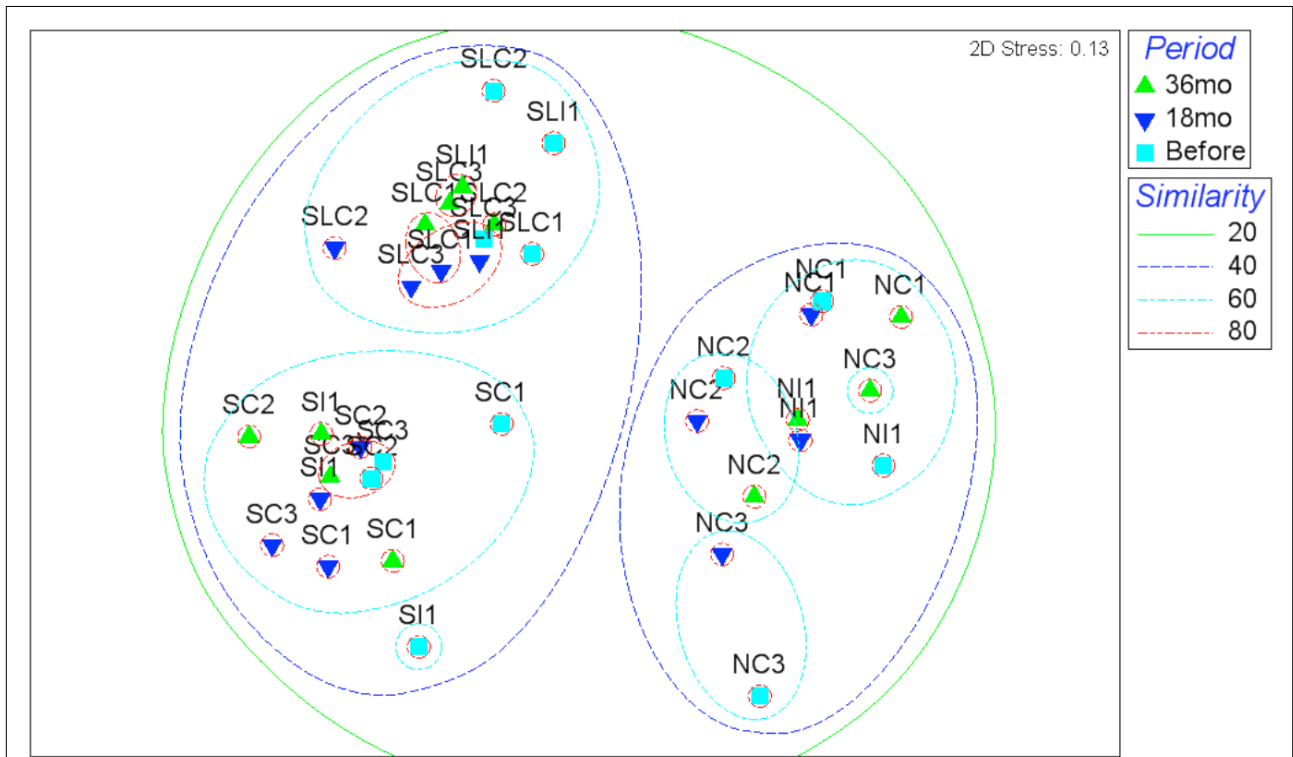 2D Stress: 0.13
Period
36mo
18mo
Before
Similarity
20
40
60
80
SLC2
SLI1
SLI1
SLC3
SLC1
SLC2
SLC3
SLC2
SLI1
SLC1
SLC1
SLC3
NC1
NC1
NC1
NC2
NC3
NC2
NI1
NI1
NI1
NC2
NC3
NC3
SC1
SC2
SI1
SC2
SC3
SC3
SC2
SI1
SC3
SC1
SC1
SI1